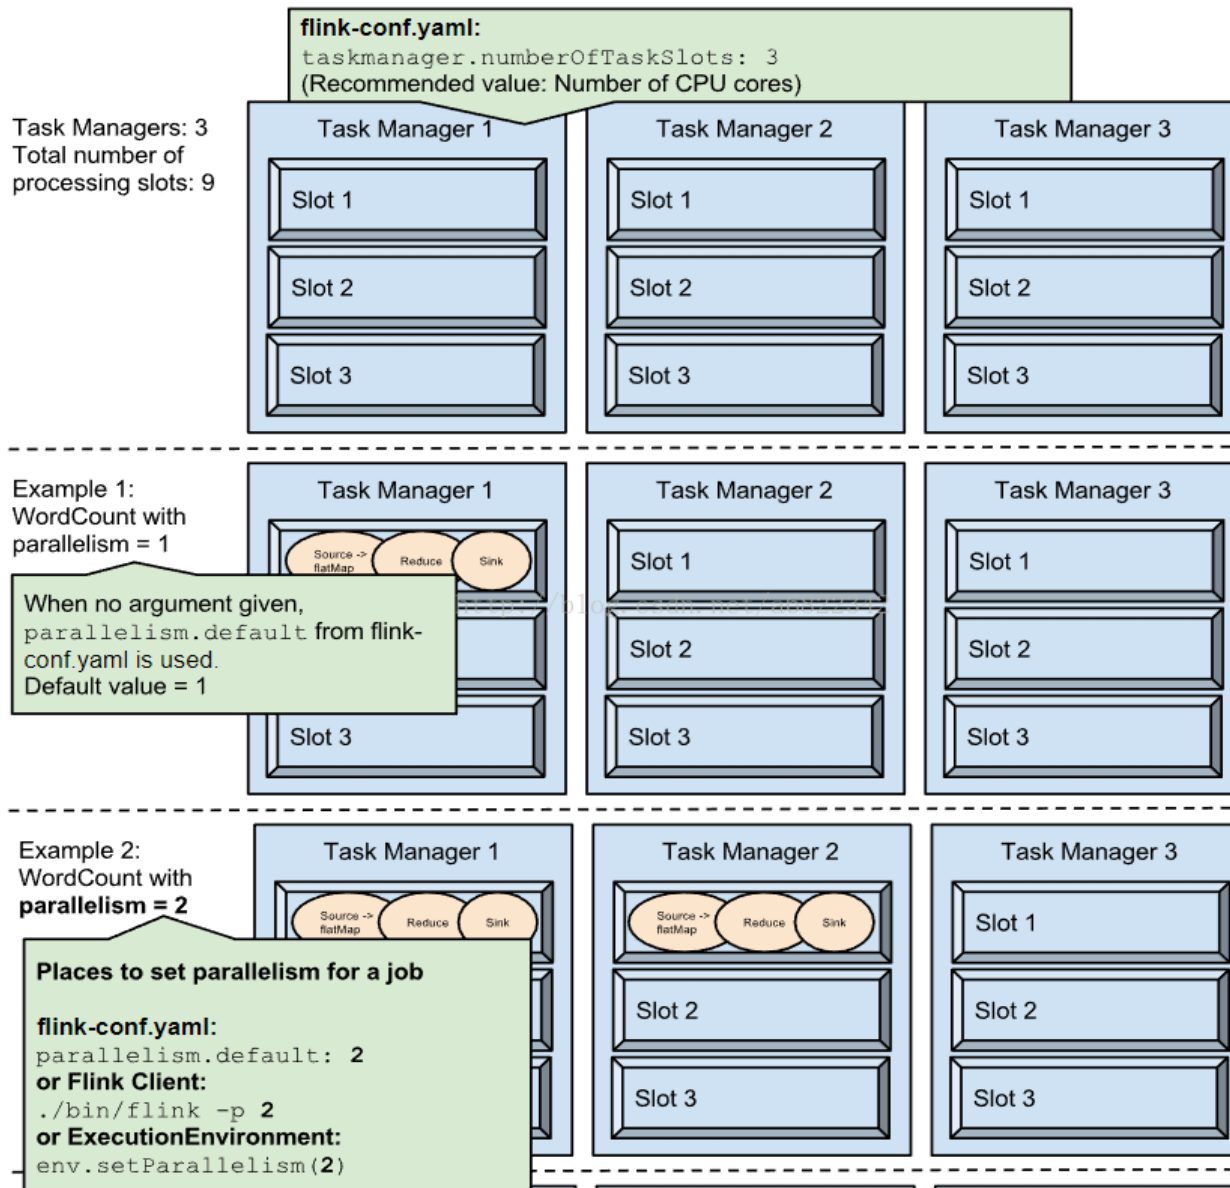 flink-conf.yaml:
taskmanager.numberOfTaskSlots: 3
(Recommended value: Number of CPU cores)
Task Managers: 3
Total number of
processing slots: 9
Task Manager 1
Slot 1
Slot 2
Slot 3
Task Manager 2
Slot 1
Slot 2
Slot 3
Task Manager 3
Slot 1
Slot 2
Slot 3
Example 1:
WordCount with
parallelism = 1
When no argument given,
parallelism.default from flink-
conf.yaml is used.
Default value = 1
Task Manager 1
Source ->
flatMap
Reduce
Sink
Slot 3
Task Manager 2
Slot 1
Slot 2
Slot 3
Task Manager 3
Slot 1
Slot 2
Slot 3
Example 2:
WordCount with
parallelism = 2
Places to set parallelism for a job
flink-conf.yaml:
parallelism.default: 2
or Flink Client:
./bin/flink -p 2
or ExecutionEnvironment:
env.setParallelism(2)
Task Manager 1
Source ->
flatMap
Reduce
Sink
Task Manager 2
Source ->
flatMap
Reduce
Sink
Slot 2
Slot 3
Task Manager 3
Slot 1
Slot 2
Slot 3